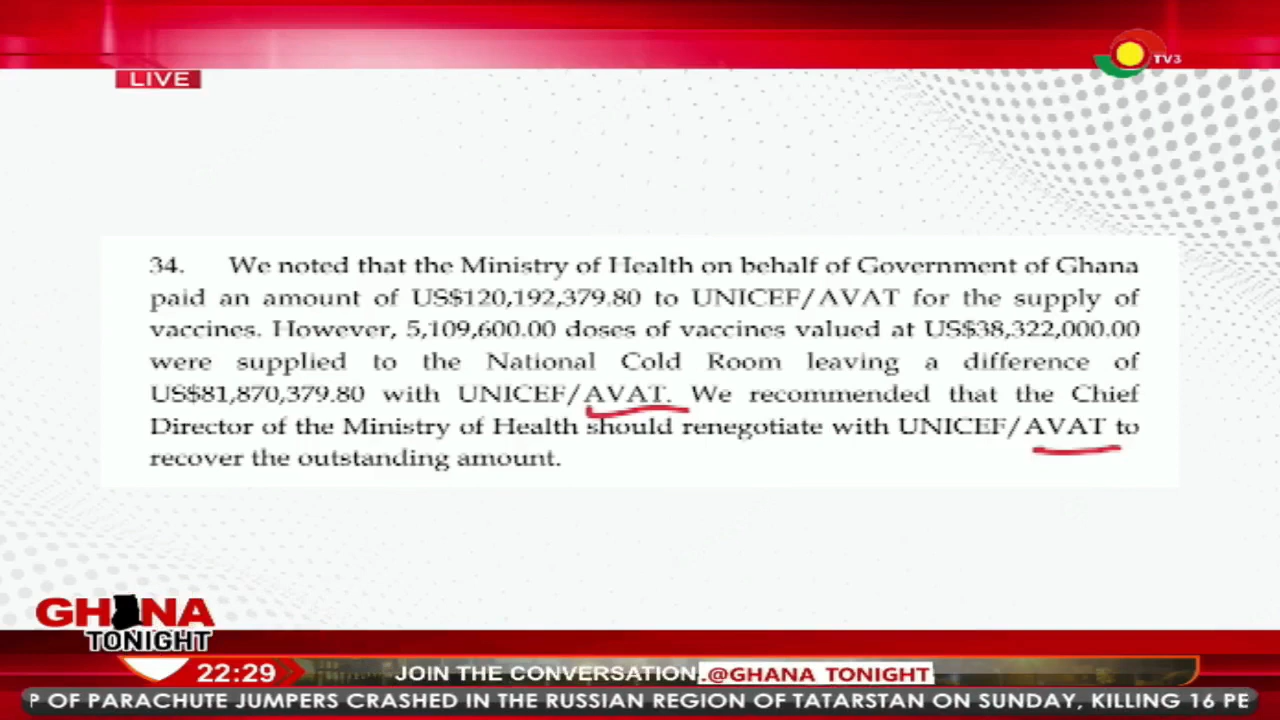 TV3
LIVE
34. We noted that the Ministry of Health on behalf of Government of Ghana
paid an amount of US$120,192,379.80 to UNICEF/AVAT for the supply of
vaccines. However, 5,109,600.00 doses of vaccines valued at US$38,322,000.00
were supplied to the National Cold Room leaving a difference of
US$81,870,379.80 with UNICEF/AVAT. We recommended that the Chief
Director of the Ministry of Health should renegotiate with UNICEF/AVAT to
recover the outstanding amount.
GHANA
TONIGHT
22:29 JOIN THE CONVERSATION.@GHANA TONIGHT
P OF PARACHUTE JUMPERS CRASHED IN THE RUSSIAN REGION OF TATARSTAN ON SUNDAY, KILLING 16 PE